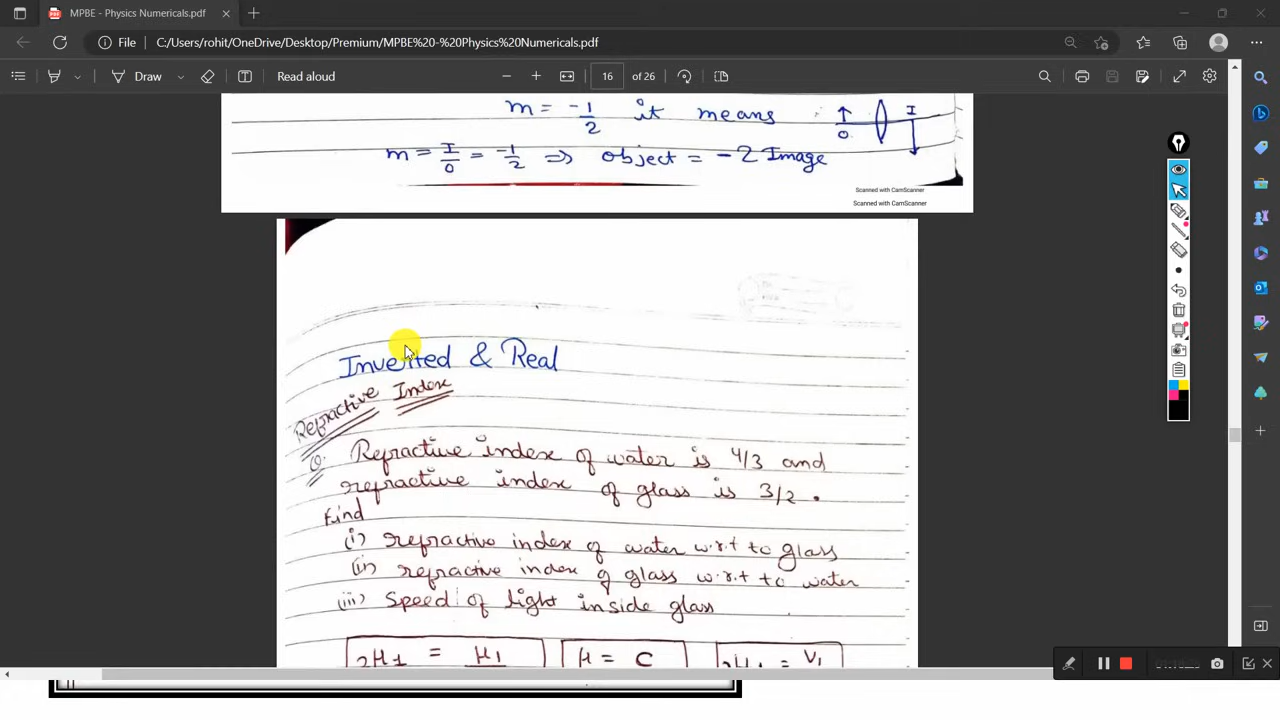 MPBE - Physics Numericals.pdf
File C:/Users/rohit/OneDrive/Desktop/Premium/MPBE%20-%20Physics%20Numericals.pdf
Draw Read aloud 16 of 26
m = -1/2 it means O I
m = I/O = -1/2 ⇒ object = -2 Image
Scanned with CamScanner
Scanned with CamScanner
Inverted & Real
Refractive Index
Q. Refractive index of water is 4/3 and
refractive index of glass is 3/2.
Find
(i) refractive index of water w.r.t to glass
(ii) refractive index of glass w.r.t to water
(iii) Speed of light inside glass
2μ1 = μ1 μ = C V1